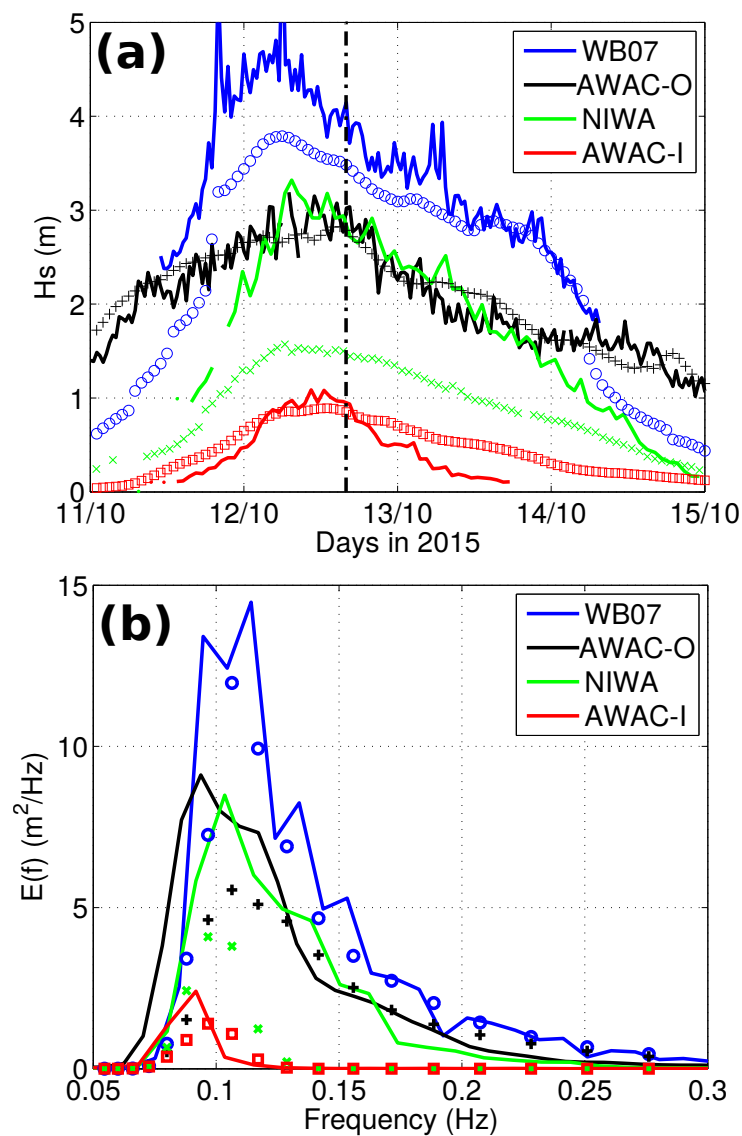 (a)
5
4
3
2
1
0
Hs (m)
WB07
AWAC-O
NIWA
AWAC-I
11/10 12/10 13/10 14/10 15/10
Days in 2015
(b)
15
10
5
0
E(f) (m²/Hz)
WB07
AWAC-O
NIWA
AWAC-I
0.05 0.1 0.15 0.2 0.25 0.3
Frequency (Hz)